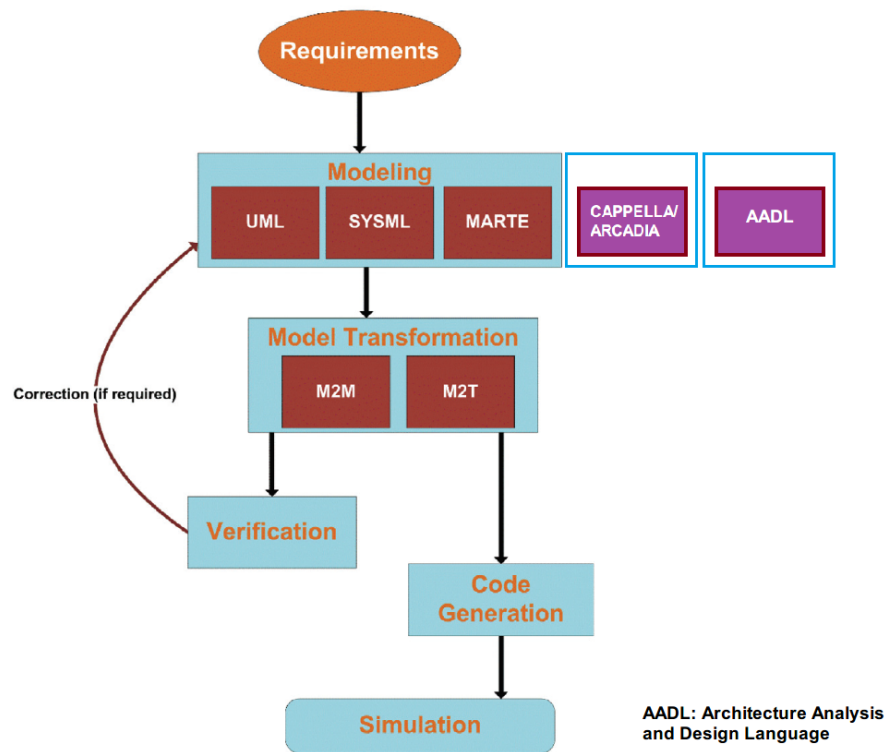 Requirements
Modeling
UML
SYSML
MARTE
CAPPELLA/
ARCADIA
AADL
Model Transformation
M2M
M2T
Correction (if required)
Verification
Code
Generation
Simulation
AADL: Architecture Analysis
and Design Language